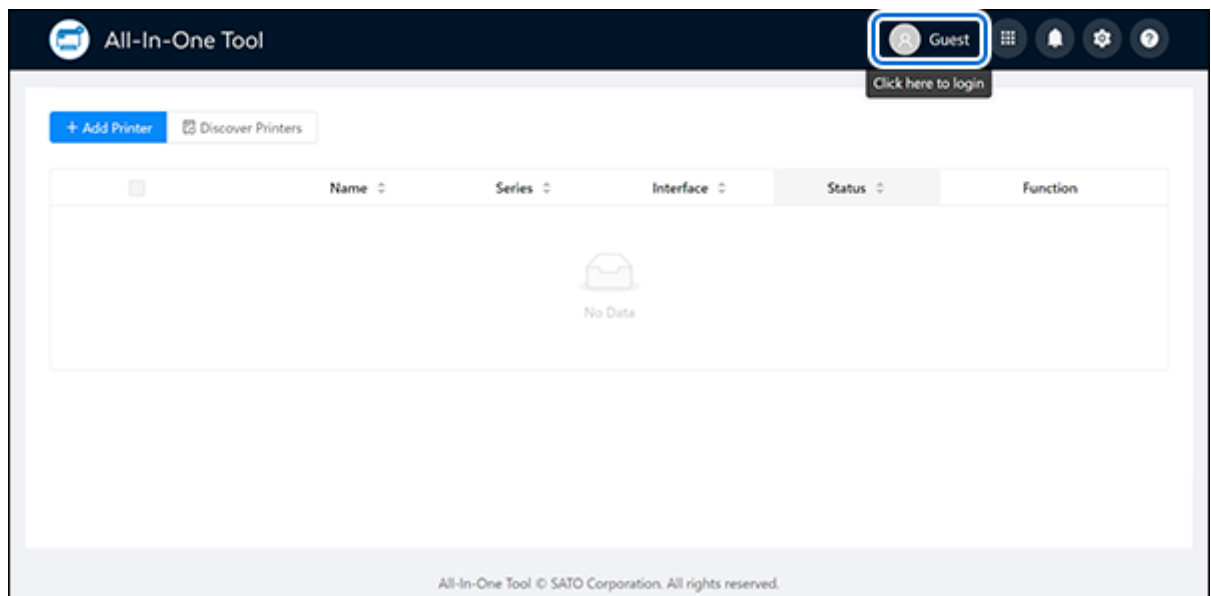 All-In-One Tool
Guest
Click here to login
+ Add Printer
Discover Printers
Name Series Interface Status Function
No Data
All-In-One Tool © SATO Corporation. All rights reserved.